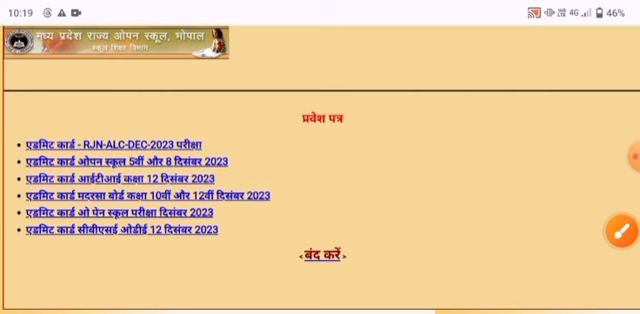 10:19
4G 46%
मध्य प्रदेश राज्य ओपन स्कूल, भोपाल
स्कूल शिक्षा विभाग
प्रवेश पत्र
एडमिट कार्ड - RJN-ALC-DEC-2023 परीक्षा
एडमिट कार्ड ओपन स्कूल 5वीं और 8 दिसंबर 2023
एडमिट कार्ड आईटीआई कक्षा 12 दिसंबर 2023
एडमिट कार्ड मदरसा बोर्ड कक्षा 10वीं और 12वीं दिसंबर 2023
एडमिट कार्ड ओ पेन स्कूल परीक्षा दिसंबर 2023
एडमिट कार्ड सीबीएसई ओडीई 12 दिसंबर 2023
< बंद करें >